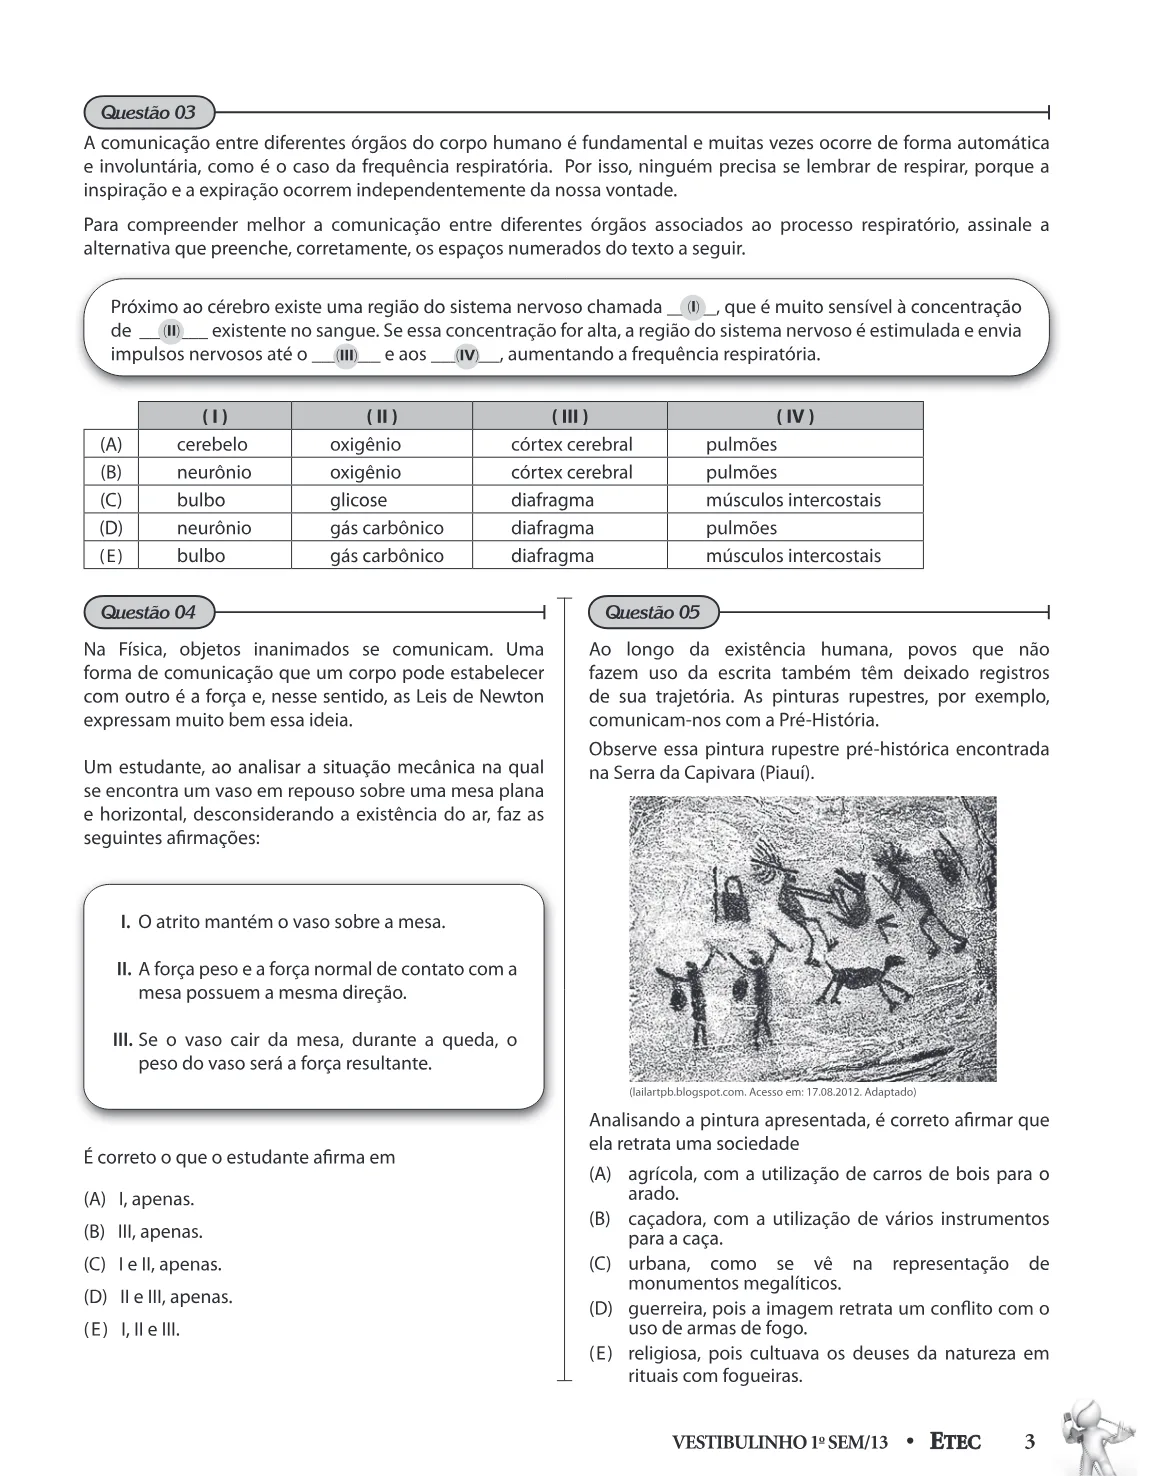 Questão 03
A comunicação entre diferentes órgãos do corpo humano é fundamental e muitas vezes ocorre de forma automática
e involuntária, como é o caso da frequência respiratória. Por isso, ninguém precisa se lembrar de respirar, porque a
inspiração e a expiração ocorrem independentemente da nossa vontade.
Para compreender melhor a comunicação entre diferentes órgãos associados ao processo respiratório, assinale a
alternativa que preenche, corretamente, os espaços numerados do texto a seguir.
Próximo ao cérebro existe uma região do sistema nervoso chamada __(I)__, que é muito sensível à concentração
de __(II)___ existente no sangue. Se essa concentração for alta, a região do sistema nervoso é estimulada e envia
impulsos nervosos até o ___(III)___ e aos ___(IV)___, aumentando a frequência respiratória.
( I ) ( II ) ( III ) ( IV )
(A) cerebelo oxigênio córtex cerebral pulmões
(B) neurônio oxigênio córtex cerebral pulmões
(C) bulbo glicose diafragma músculos intercostais
(D) neurônio gás carbônico diafragma pulmões
(E) bulbo gás carbônico diafragma músculos intercostais
Questão 04
Na Física, objetos inanimados se comunicam. Uma
forma de comunicação que um corpo pode estabelecer
com outro é a força e, nesse sentido, as Leis de Newton
expressam muito bem essa ideia.
Um estudante, ao analisar a situação mecânica na qual
se encontra um vaso em repouso sobre uma mesa plana
e horizontal, desconsiderando a existência do ar, faz as
seguintes afirmações:
I. O atrito mantém o vaso sobre a mesa.
II. A força peso e a força normal de contato com a
mesa possuem a mesma direção.
III. Se o vaso cair da mesa, durante a queda, o
peso do vaso será a força resultante.
É correto o que o estudante afirma em
(A) I, apenas.
(B) III, apenas.
(C) I e II, apenas.
(D) II e III, apenas.
(E) I, II e III.
Questão 05
Ao longo da existência humana, povos que não
fazem uso da escrita também têm deixado registros
de sua trajetória. As pinturas rupestres, por exemplo,
comunicam-nos com a Pré-História.
Observe essa pintura rupestre pré-histórica encontrada
na Serra da Capivara (Piauí).
(lailartpb.blogspot.com. Acesso em: 17.08.2012. Adaptado)
Analisando a pintura apresentada, é correto afirmar que
ela retrata uma sociedade
(A) agrícola, com a utilização de carros de bois para o
arado.
(B) caçadora, com a utilização de vários instrumentos
para a caça.
(C) urbana, como se vê na representação de
monumentos megalíticos.
(D) guerreira, pois a imagem retrata um conflito com o
uso de armas de fogo.
(E) religiosa, pois cultuava os deuses da natureza em
rituais com fogueiras.
VESTIBULINHO 1º SEM/13 • ETEC 3